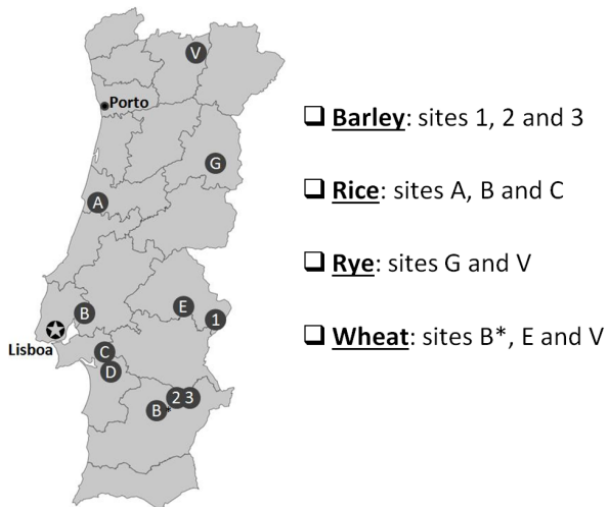 V
Porto
G
A
B
E
1
Lisboa
C
D
2 3
B*
❑ Barley: sites 1, 2 and 3
❑ Rice: sites A, B and C
❑ Rye: sites G and V
❑ Wheat: sites B*, E and V